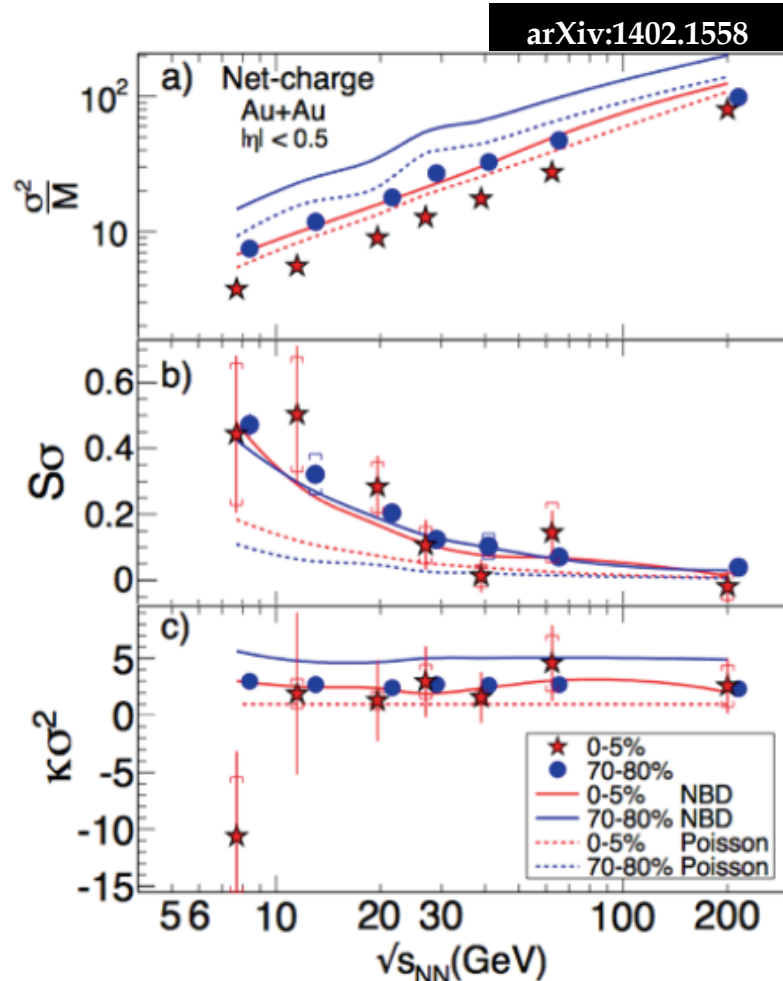 arXiv:1402.1558
a) Net-charge
Au+Au
|η| < 0.5
10²
10
σ²/M
b)
0.6
0.4
0.2
0
Sσ
c)
5
0
-5
-10
-15
κσ²
0-5%
70-80%
0-5% NBD
70-80% NBD
0-5% Poisson
70-80% Poisson
5 6 10 20 30 100 200
√sNN(GeV)